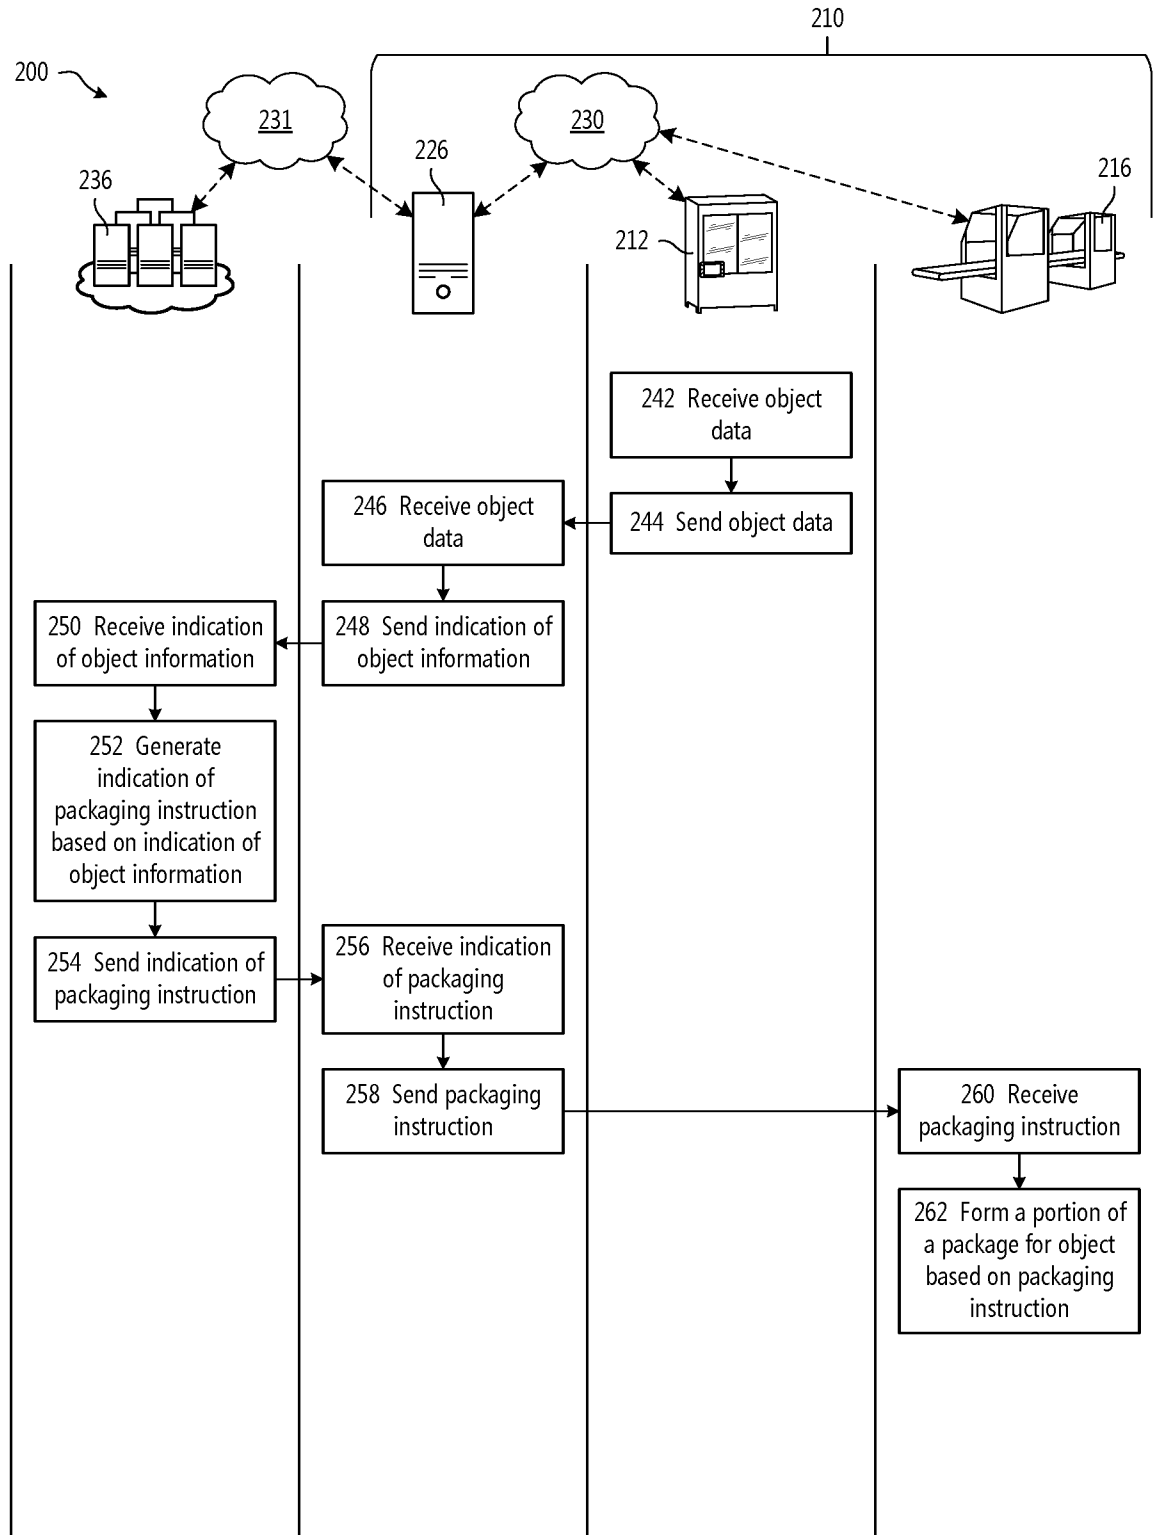 210
200
231
230
226
236
216
212
242 Receive object
data
244 Send object data
246 Receive object
data
248 Send indication of
object information
250 Receive indication
of object information
252 Generate
indication of
packaging instruction
based on indication of
object information
254 Send indication of
packaging instruction
256 Receive indication
of packaging
instruction
258 Send packaging
instruction
260 Receive
packaging instruction
262 Form a portion of
a package for object
based on packaging
instruction